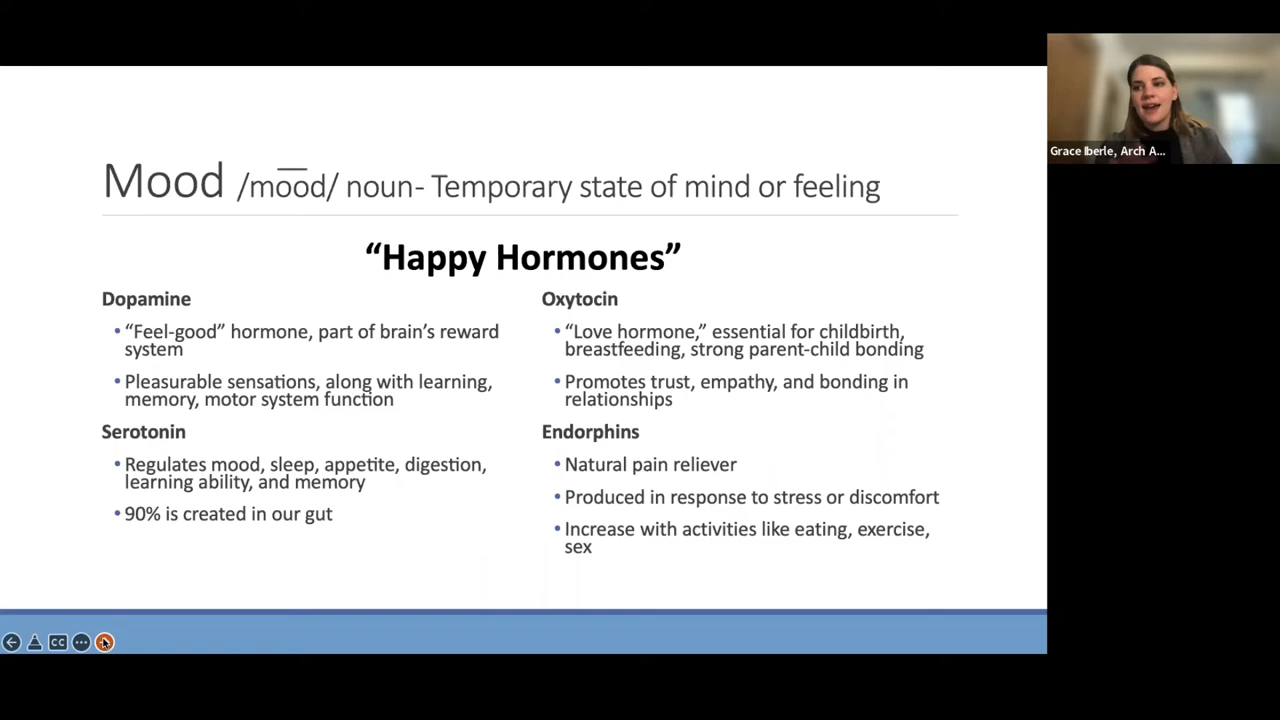 Mood /mo͞od/ noun- Temporary state of mind or feeling
“Happy Hormones”
Dopamine
•“Feel-good” hormone, part of brain’s reward
system
•Pleasurable sensations, along with learning,
memory, motor system function
Serotonin
•Regulates mood, sleep, appetite, digestion,
learning ability, and memory
•90% is created in our gut
Oxytocin
•“Love hormone,” essential for childbirth,
breastfeeding, strong parent-child bonding
•Promotes trust, empathy, and bonding in
relationships
Endorphins
•Natural pain reliever
•Produced in response to stress or discomfort
•Increase with activities like eating, exercise,
sex
Grace Iberle, Arch A...
CC